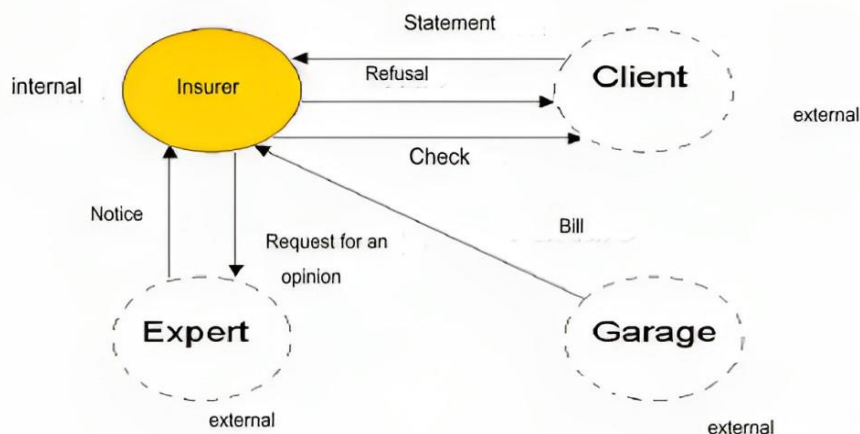 Statement
internal
Insurer
Refusal
Client
external
Check
Notice
Request for an
opinion
Bill
Expert
Garage
external
external